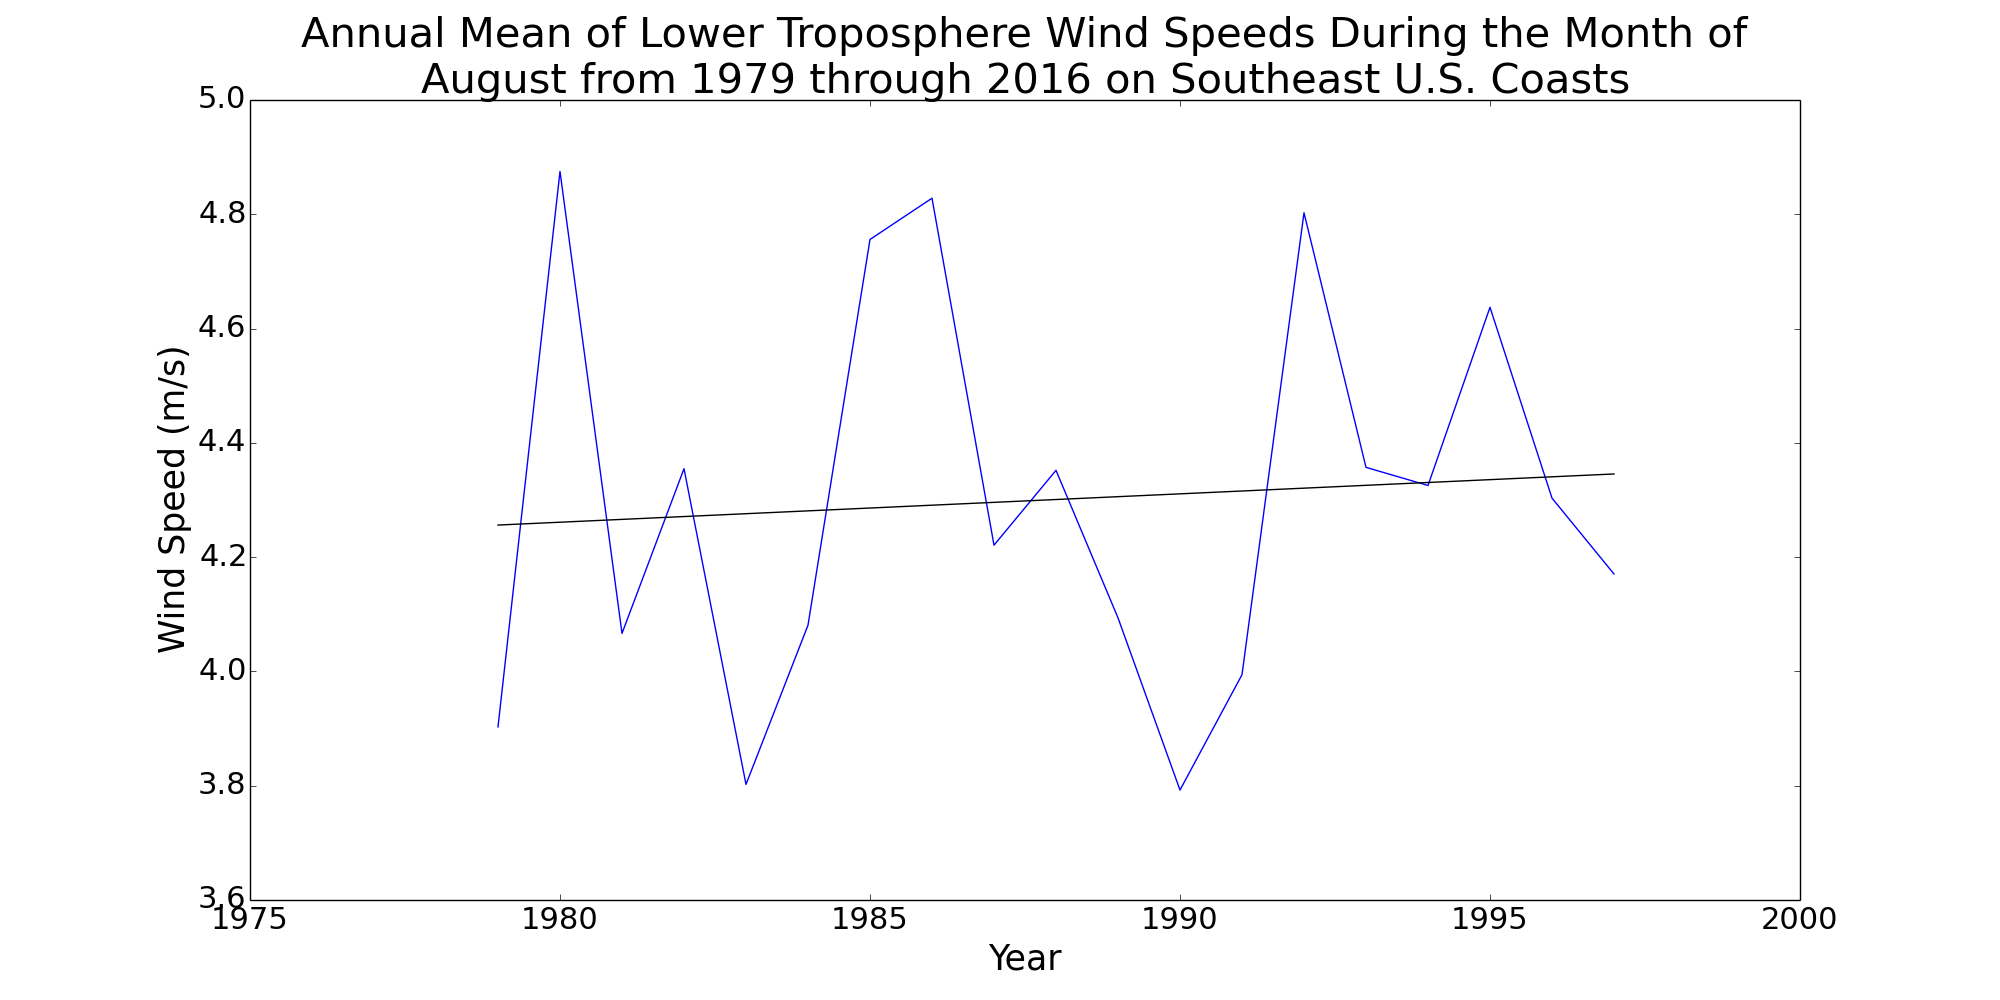 Annual Mean of Lower Troposphere Wind Speeds During the Month of
August from 1979 through 2016 on Southeast U.S. Coasts
5.0
4.8
4.6
4.4
4.2
4.0
3.8
3.6
Wind Speed (m/s)
1975 1980 1985 1990 1995 2000
Year